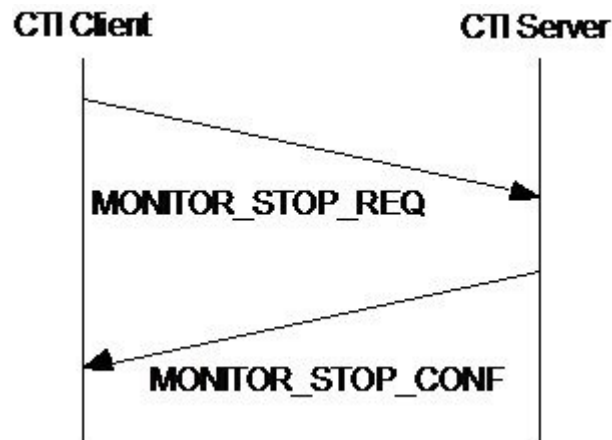 CTI Client
CTI Server
MONITOR_STOP_REQ
MONITOR_STOP_CONF